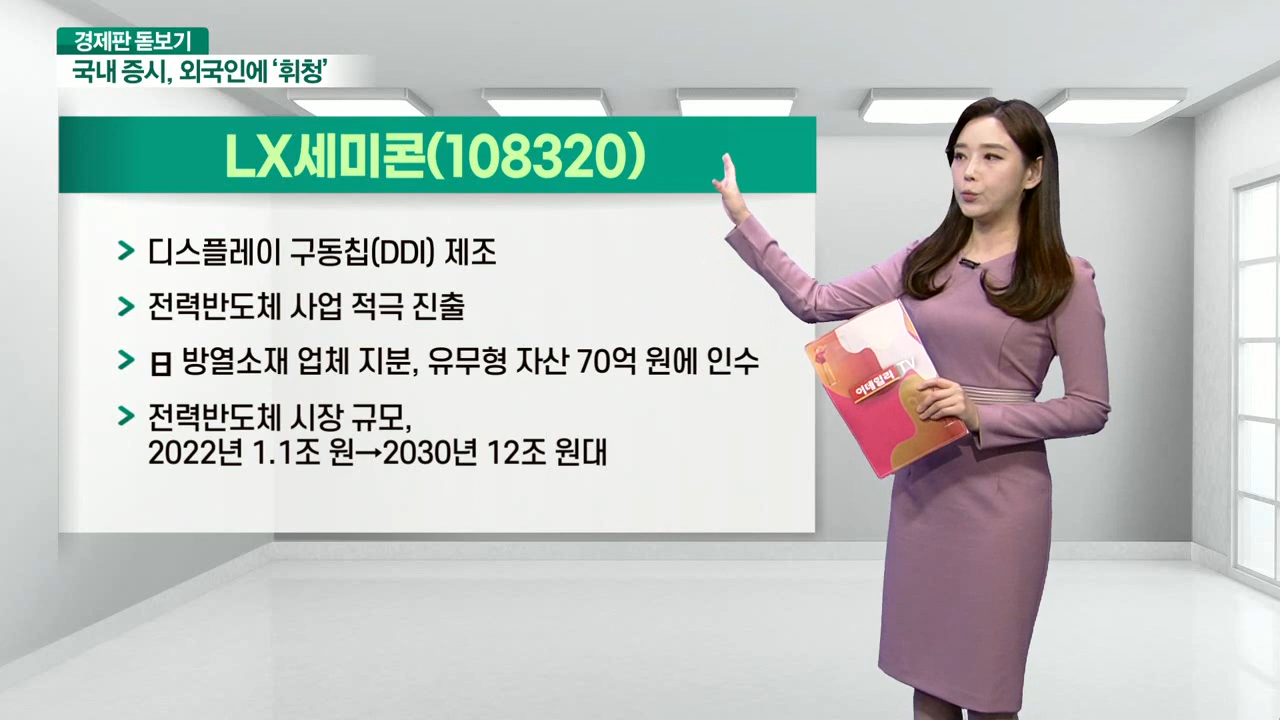 경제판 돋보기
국내 증시, 외국인에 ‘휘청’
LX세미콘(108320)
> 디스플레이 구동칩(DDI) 제조
> 전력반도체 사업 적극 진출
> 日 방열소재 업체 지분, 유무형 자산 70억 원에 인수
> 전력반도체 시장 규모,
2022년 1.1조 원→2030년 12조 원대
이데일리 TV